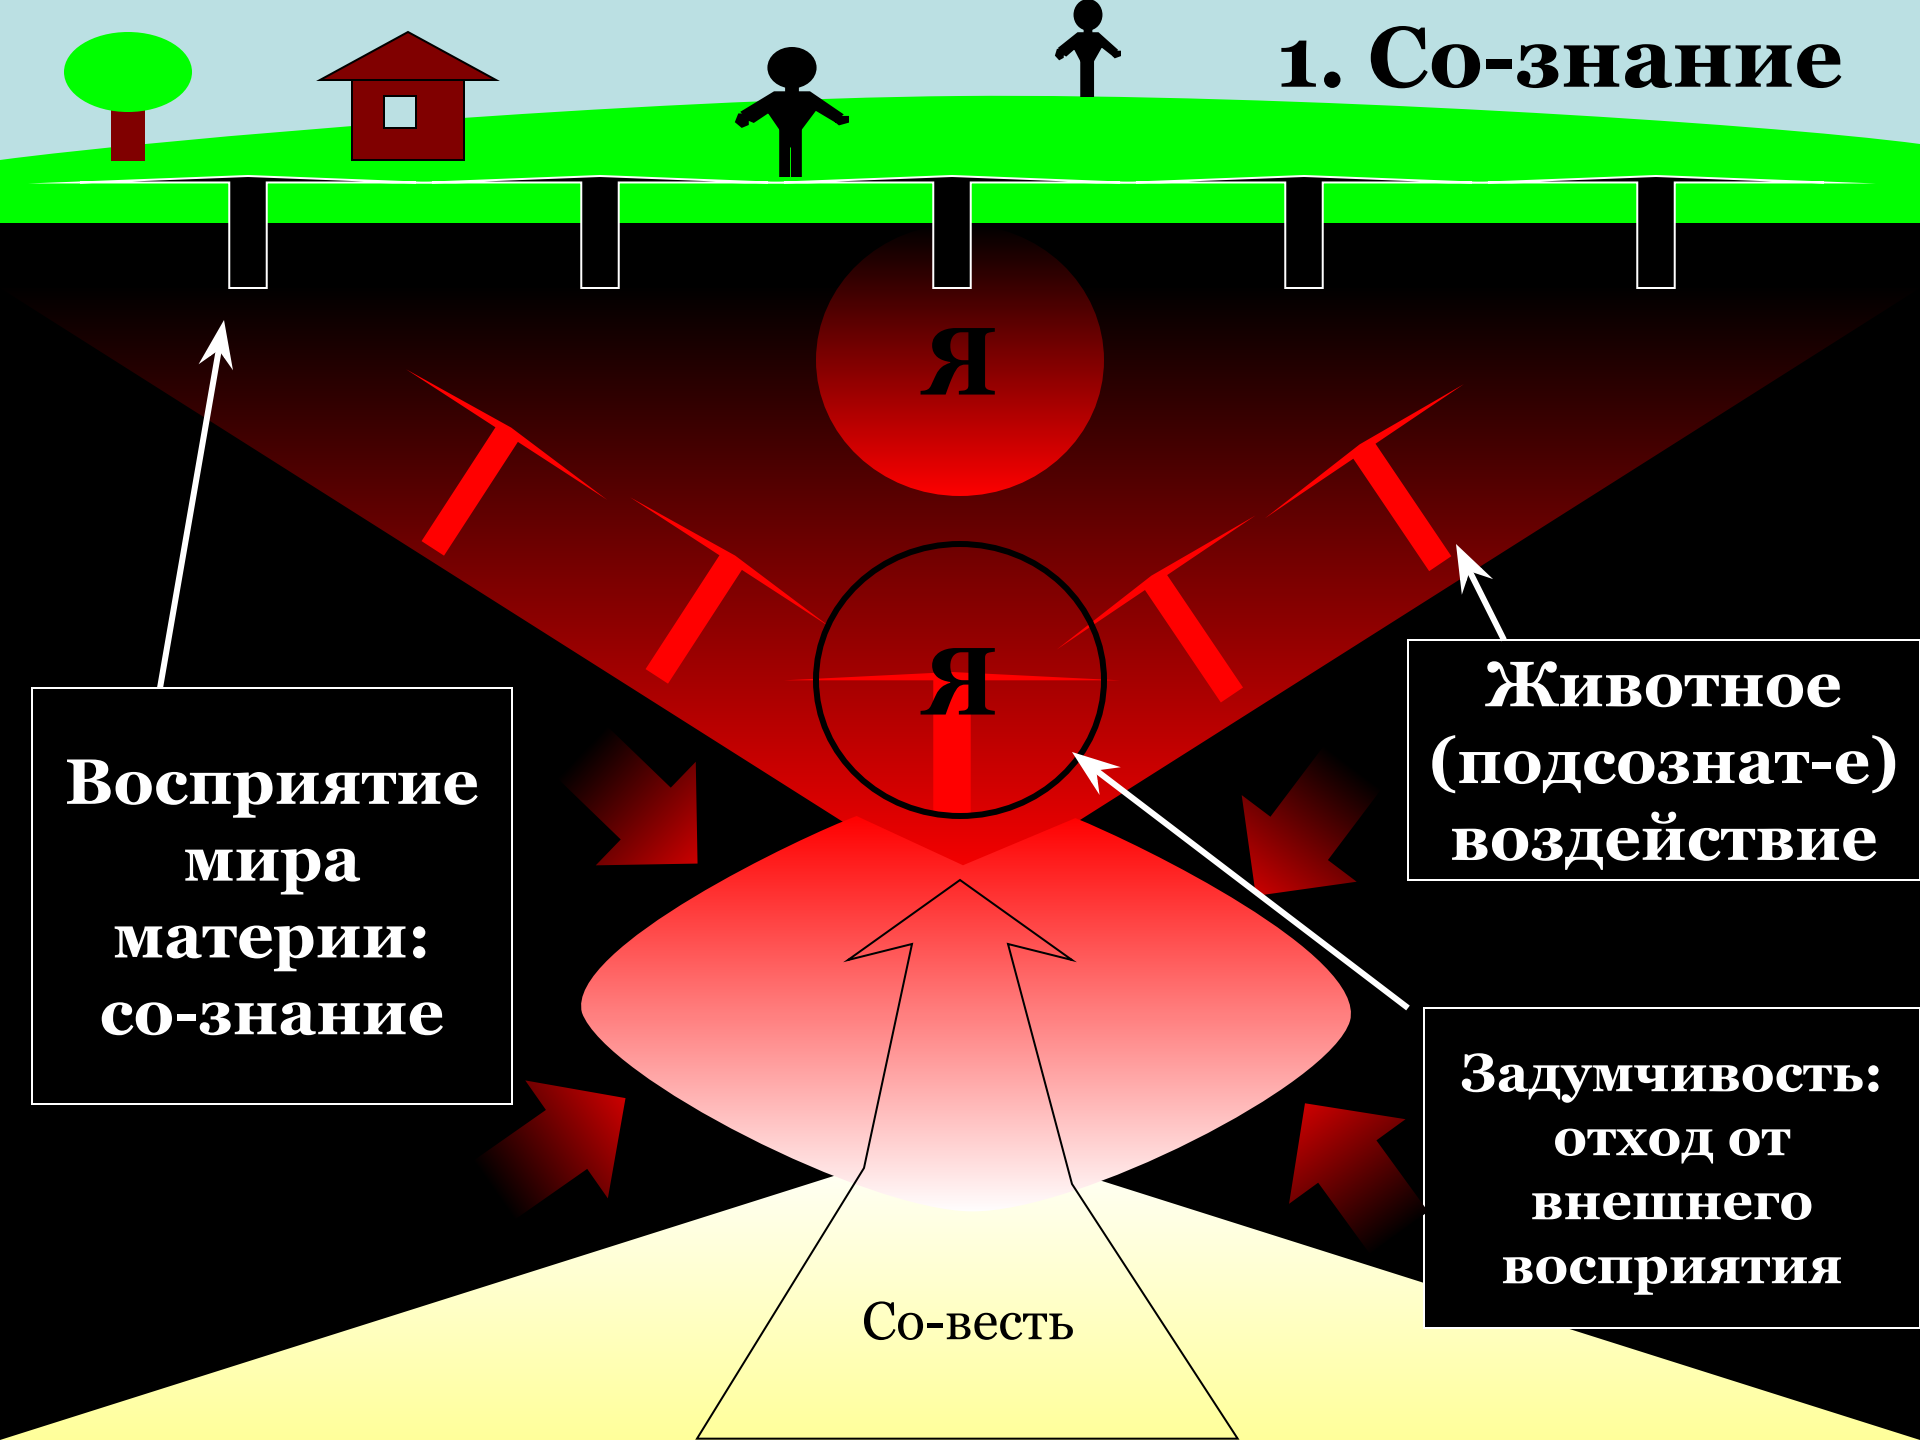 1. Со-знание
Я
Я
Животное
(подсознат-е)
воздействие
Восприятие
мира
материи:
со-знание
Задумчивость:
отход от
внешнего
восприятия
Со-весть